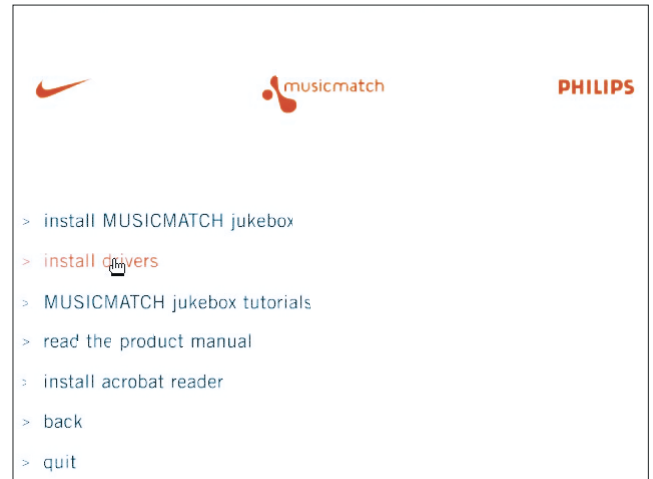 musicmatch
PHILIPS
> install MUSICMATCH jukebox
> install drivers
> MUSICMATCH jukebox tutorials
> read the product manual
> install acrobat reader
> back
> quit